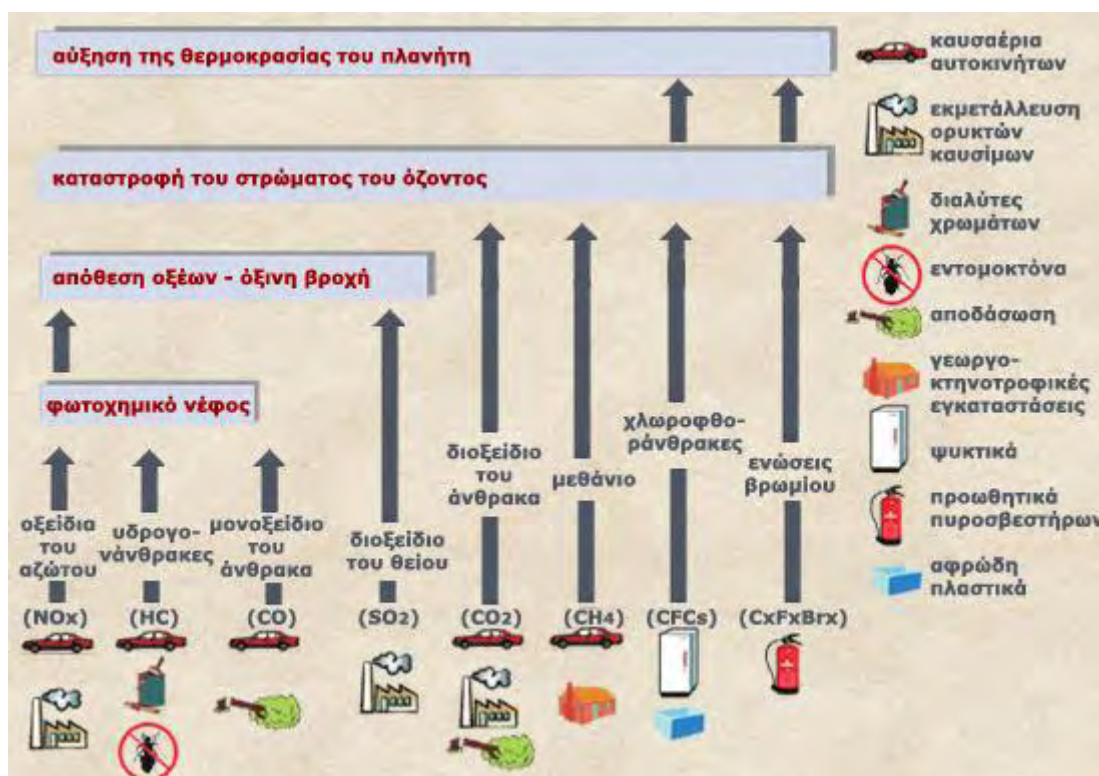 αύξηση της θερμοκρασίας του πλανήτη
καταστροφή του στρώματος του όζοντος
απόθεση οξέων - όξινη βροχή
φωτοχημικό νέφος
οξείδια
του
αζώτου
(NOx)
υδρογο-
νάνθρακες
(HC)
μονοξείδιο
του
άνθρακα
(CO)
διοξείδιο
του θείου
(SO2)
διοξείδιο
του
άνθρακα
(CO2)
μεθάνιο
(CH4)
χλωροφθο-
ράνθρακες
(CFCs)
ενώσεις
βρωμίου
(CxFxBrx)
καυσαέρια
αυτοκινήτων
εκμετάλλευση
ορυκτών
καυσίμων
διαλύτες
χρωμάτων
εντομοκτόνα
αποδάσωση
γεωργο-
κτηνοτροφικές
εγκαταστάσεις
ψυκτικά
προωθητικά
πυροσβεστήρων
αφρώδη
πλαστικά